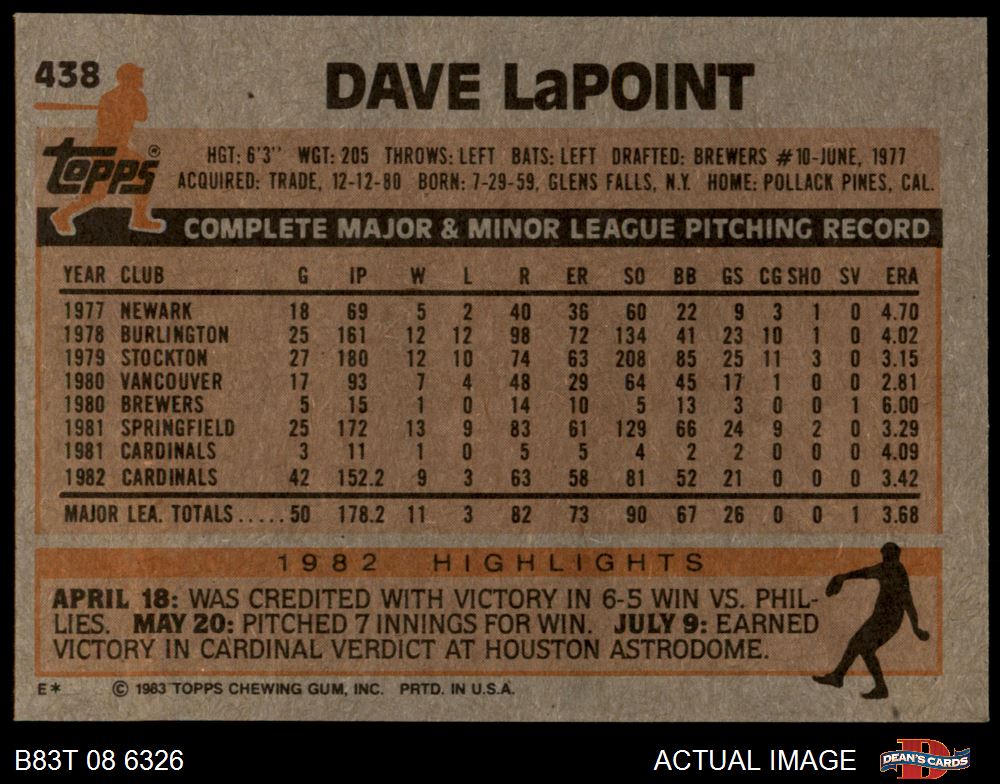 438
DAVE LaPOINT
Topps®
HGT: 6'3" WGT: 205 THROWS: LEFT BATS: LEFT DRAFTED: BREWERS #10-JUNE, 1977
ACQUIRED: TRADE, 12-12-80 BORN: 7-29-59, GLENS FALLS, N.Y. HOME: POLLACK PINES, CAL.
COMPLETE MAJOR & MINOR LEAGUE PITCHING RECORD
YEAR CLUB G IP W L R ER SO BB GS CG SHO SV ERA
1977 NEWARK 18 69 5 2 40 36 60 22 9 3 1 0 4.70
1978 BURLINGTON 25 161 12 12 98 72 134 41 23 10 1 0 4.02
1979 STOCKTON 27 180 12 10 74 63 208 85 25 11 3 0 3.15
1980 VANCOUVER 17 93 7 4 48 29 64 45 17 1 0 0 2.81
1980 BREWERS 5 15 1 0 14 10 5 13 3 0 0 1 6.00
1981 SPRINGFIELD 25 172 13 9 83 61 129 66 24 9 2 0 3.29
1981 CARDINALS 3 11 1 0 5 5 4 2 2 0 0 0 4.09
1982 CARDINALS 42 152.2 9 3 63 58 81 52 21 0 0 0 3.42
MAJOR LEA. TOTALS.....50 178.2 11 3 82 73 90 67 26 0 0 1 3.68
1982 HIGHLIGHTS
APRIL 18: WAS CREDITED WITH VICTORY IN 6-5 WIN VS. PHIL-
LIES. MAY 20: PITCHED 7 INNINGS FOR WIN. JULY 9: EARNED
VICTORY IN CARDINAL VERDICT AT HOUSTON ASTRODOME.
E* © 1983 TOPPS CHEWING GUM, INC. PRTD. IN U.S.A.
B83T 08 6326 ACTUAL IMAGE DEAN'S CARDS